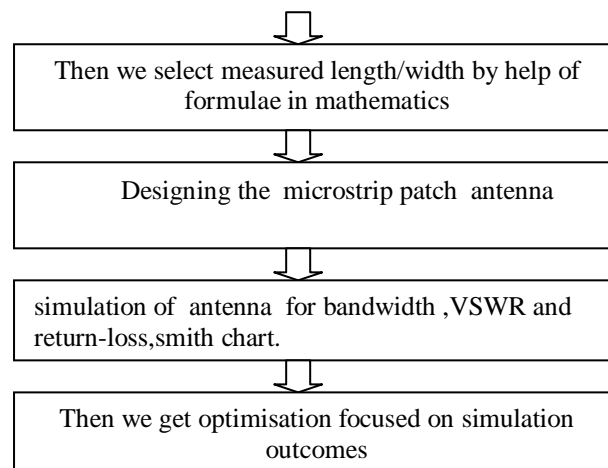 Then we select measured length/width by help of
formulae in mathematics
Designing the microstrip patch antenna
simulation of antenna for bandwidth ,VSWR and
return-loss,smith chart.
Then we get optimisation focused on simulation
outcomes